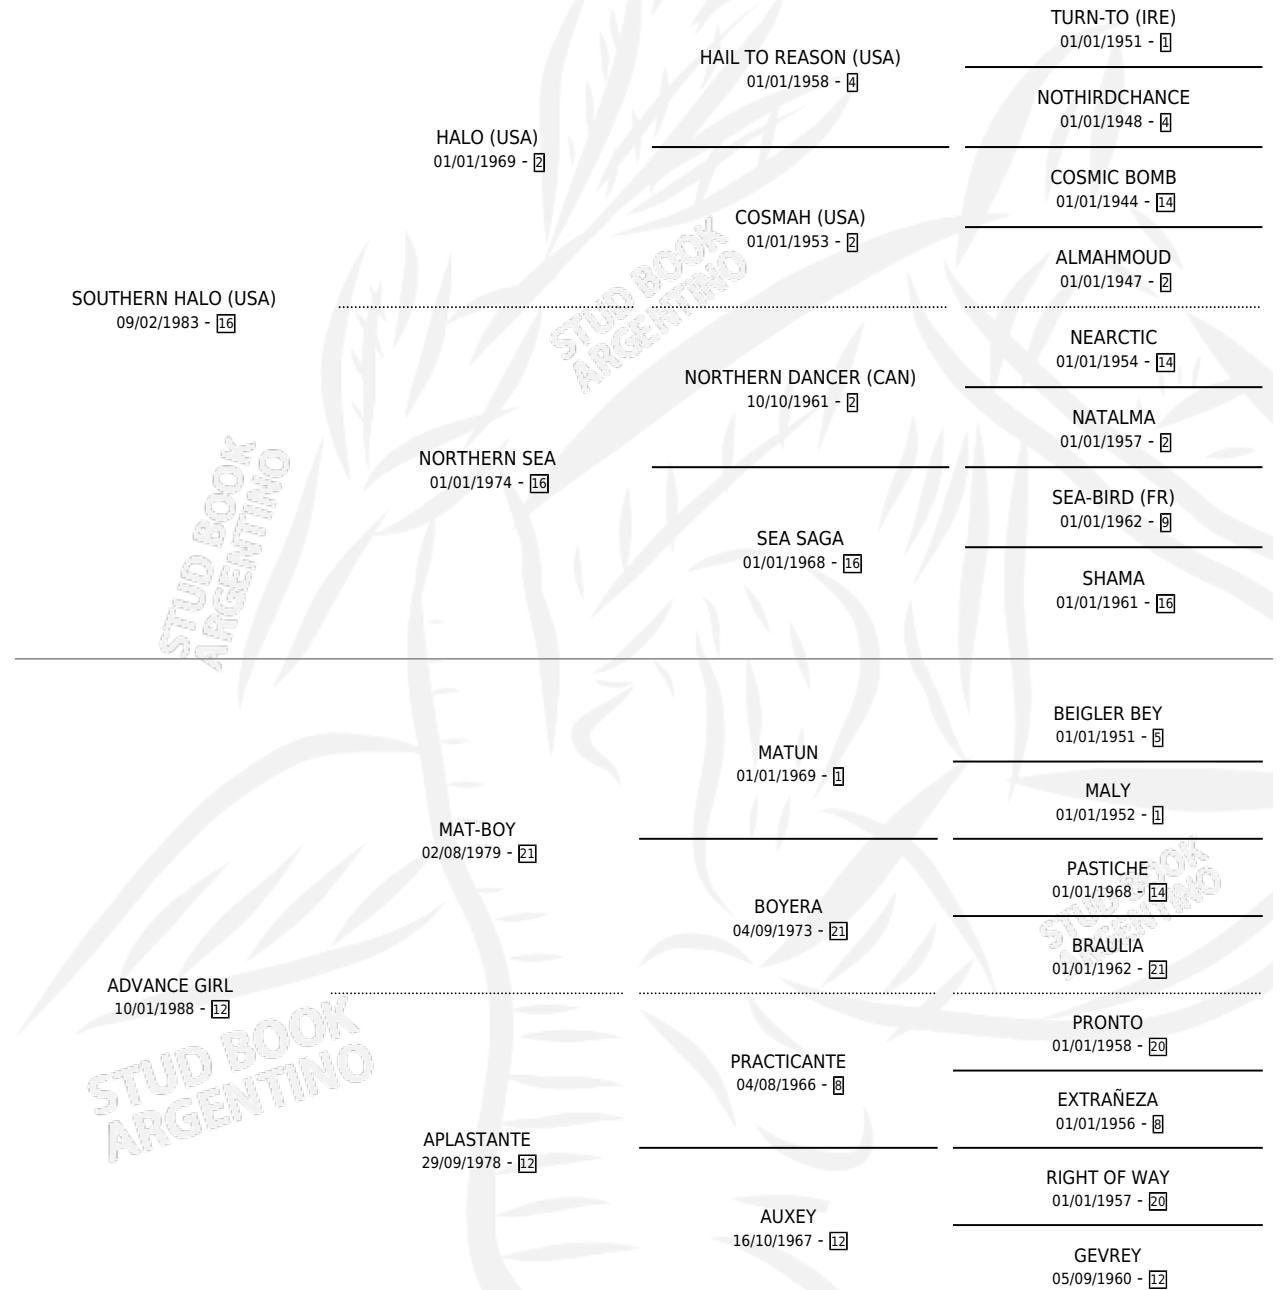 TURN-TO (IRE)
01/01/1951 - 1
HAIL TO REASON (USA)
01/01/1958 - 4
NOTHIRDCHANCE
01/01/1948 - 4
HALO (USA)
01/01/1969 - 2
COSMIC BOMB
01/01/1944 - 14
COSMAH (USA)
01/01/1953 - 2
ALMAHMOUD
01/01/1947 - 2
SOUTHERN HALO (USA)
09/02/1983 - 16
NEARCTIC
01/01/1954 - 14
NORTHERN DANCER (CAN)
10/10/1961 - 2
NATALMA
01/01/1957 - 2
NORTHERN SEA
01/01/1974 - 16
SEA-BIRD (FR)
01/01/1962 - 9
SEA SAGA
01/01/1968 - 16
SHAMA
01/01/1961 - 16
BEIGLER BEY
01/01/1951 - 5
MATUN
01/01/1969 - 1
MALY
01/01/1952 - 1
MAT-BOY
02/08/1979 - 21
PASTICHE
01/01/1968 - 14
BOYERA
04/09/1973 - 21
BRAULIA
01/01/1962 - 21
ADVANCE GIRL
10/01/1988 - 12
PRONTO
01/01/1958 - 20
PRACTICANTE
04/08/1966 - 8
EXTRAÑEZA
01/01/1956 - 8
APLASTANTE
29/09/1978 - 12
RIGHT OF WAY
01/01/1957 - 20
AUXEY
16/10/1967 - 12
GEVREY
05/09/1960 - 12
STUD BOOK
ARGENTINO
STUD BOOK
ARGENTINO
STUD BOOK
ARGENTINO
STUD BOOK
ARGENTINO